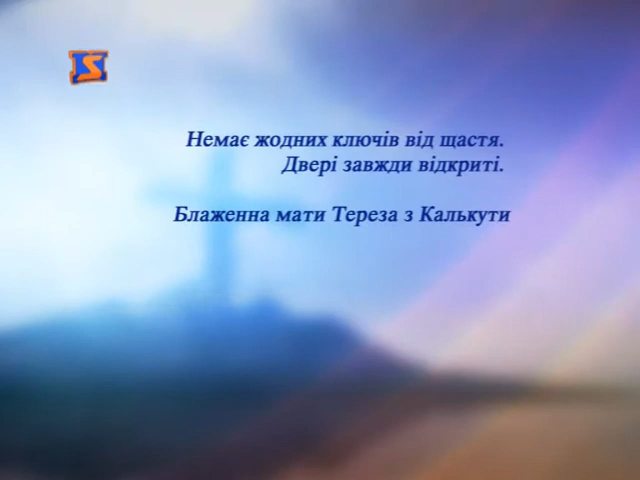 Немає жодних ключів від щастя.
Двері завжди відкриті.
Блаженна мати Тереза з Калькути